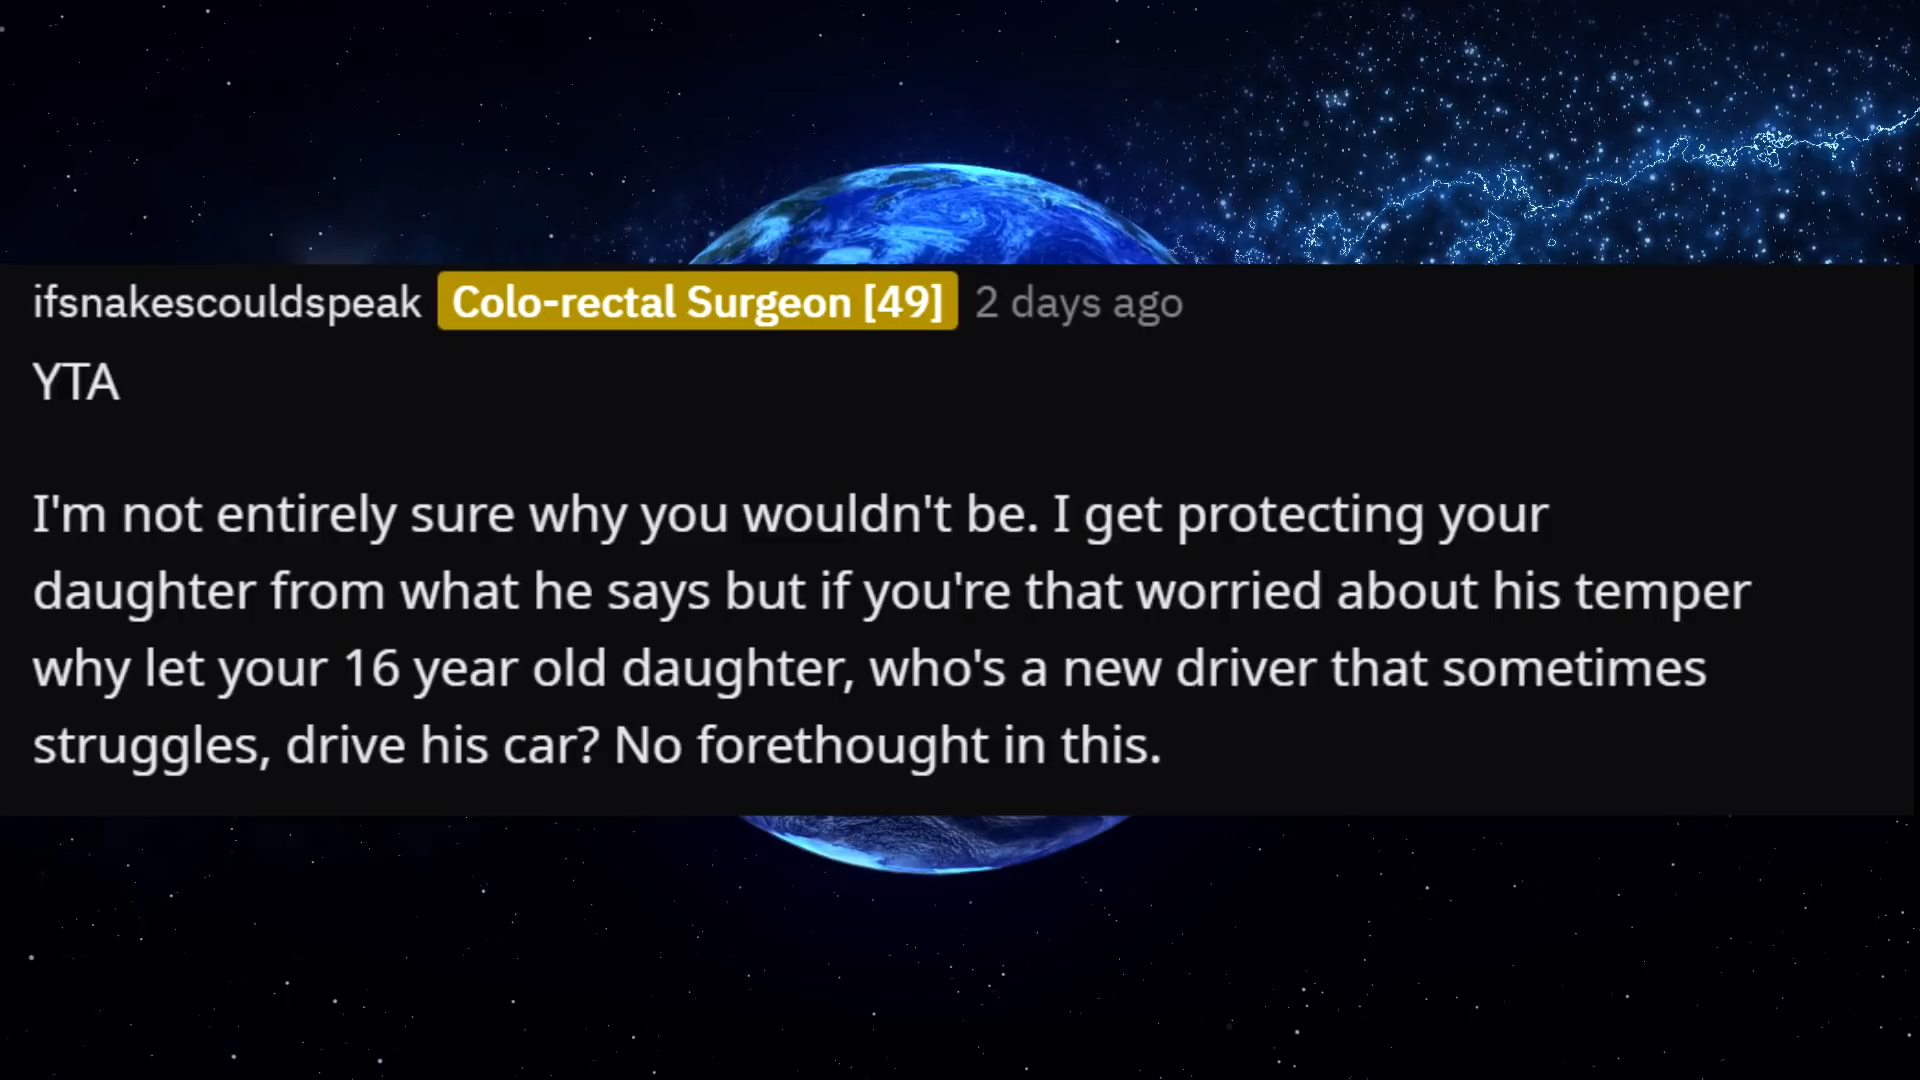 ifsnakescouldspeak Colo-rectal Surgeon [49] 2 days ago
YTA
I'm not entirely sure why you wouldn't be. I get protecting your
daughter from what he says but if you're that worried about his temper
why let your 16 year old daughter, who's a new driver that sometimes
struggles, drive his car? No forethought in this.